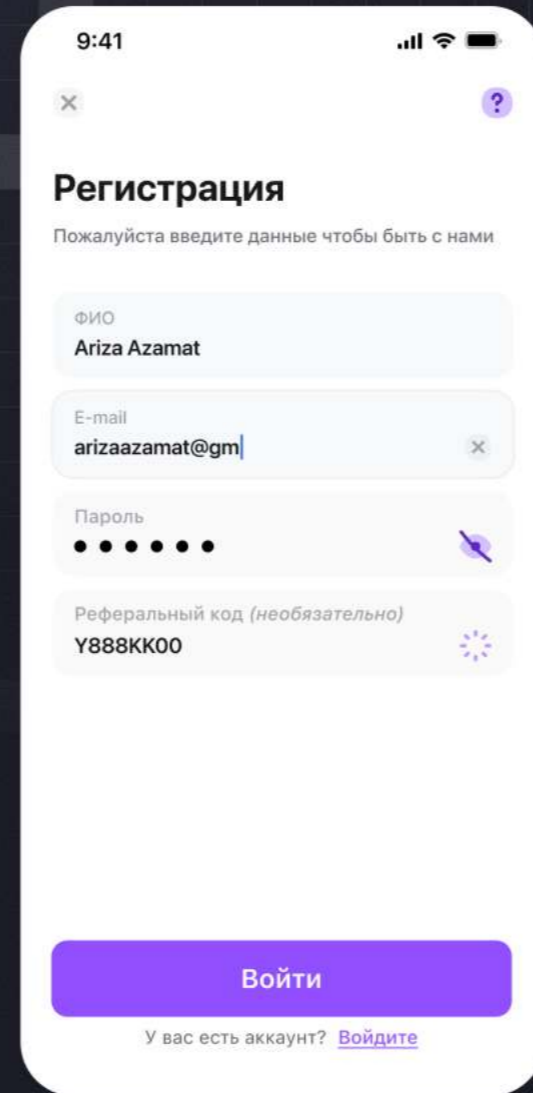 9:41
?
Регистрация
Пожалуйста введите данные чтобы быть с нами
ФИО
Ariza Azamat
E-mail
arizaazamat@gm
Пароль
Реферальный код (необязательно)
Y888KK00
Войти
У вас есть аккаунт? Войдите